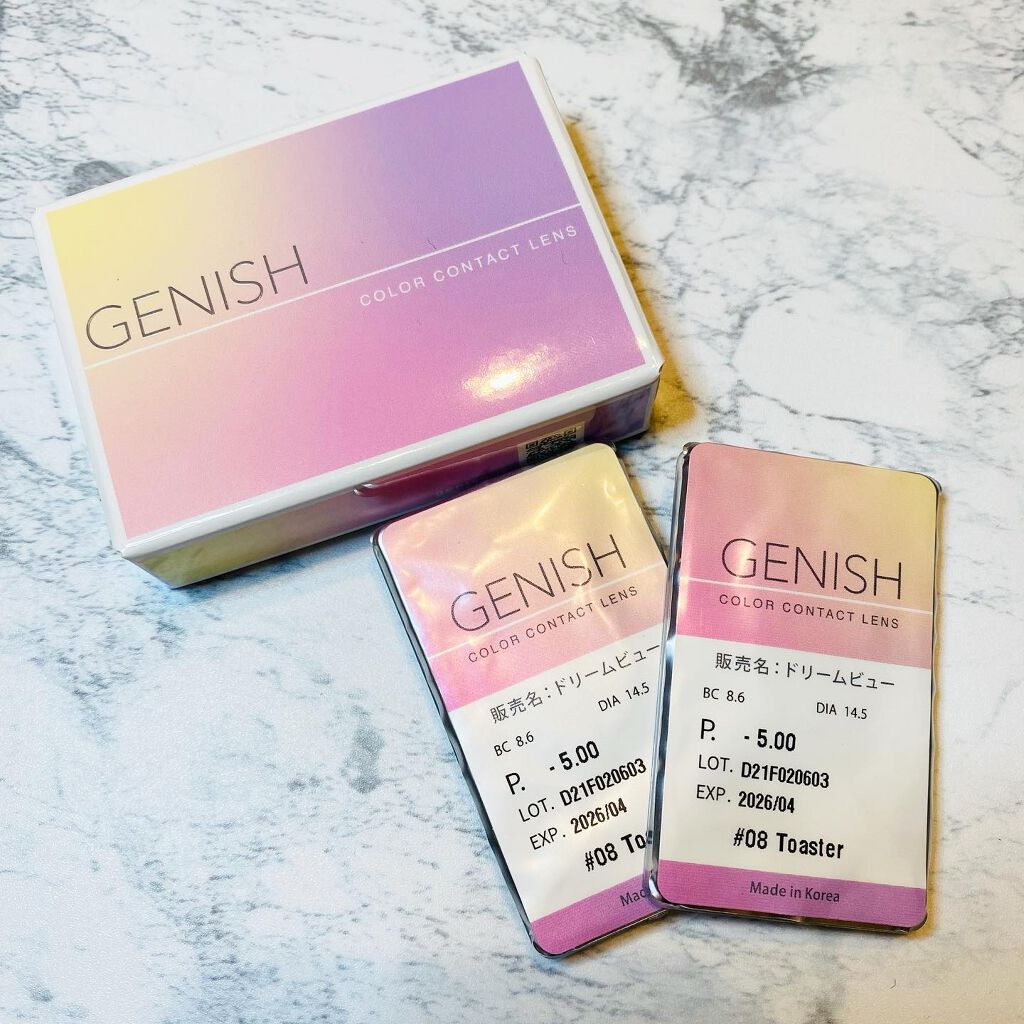 GENISH
COLOR CONTACT LENS
GENISH
COLOR CONTACT LENS
販売名:ドリームビュー
BC 8.6 DIA 14.5
P. - 5.00
LOT. D21F020603
EXP. 2026/04
#08 Toa
Mad
GENISH
COLOR CONTACT LENS
販売名:ドリームビュー
BC 8.6 DIA 14.5
P. - 5.00
LOT. D21F020603
EXP. 2026/04
#08 Toaster
Made in Korea